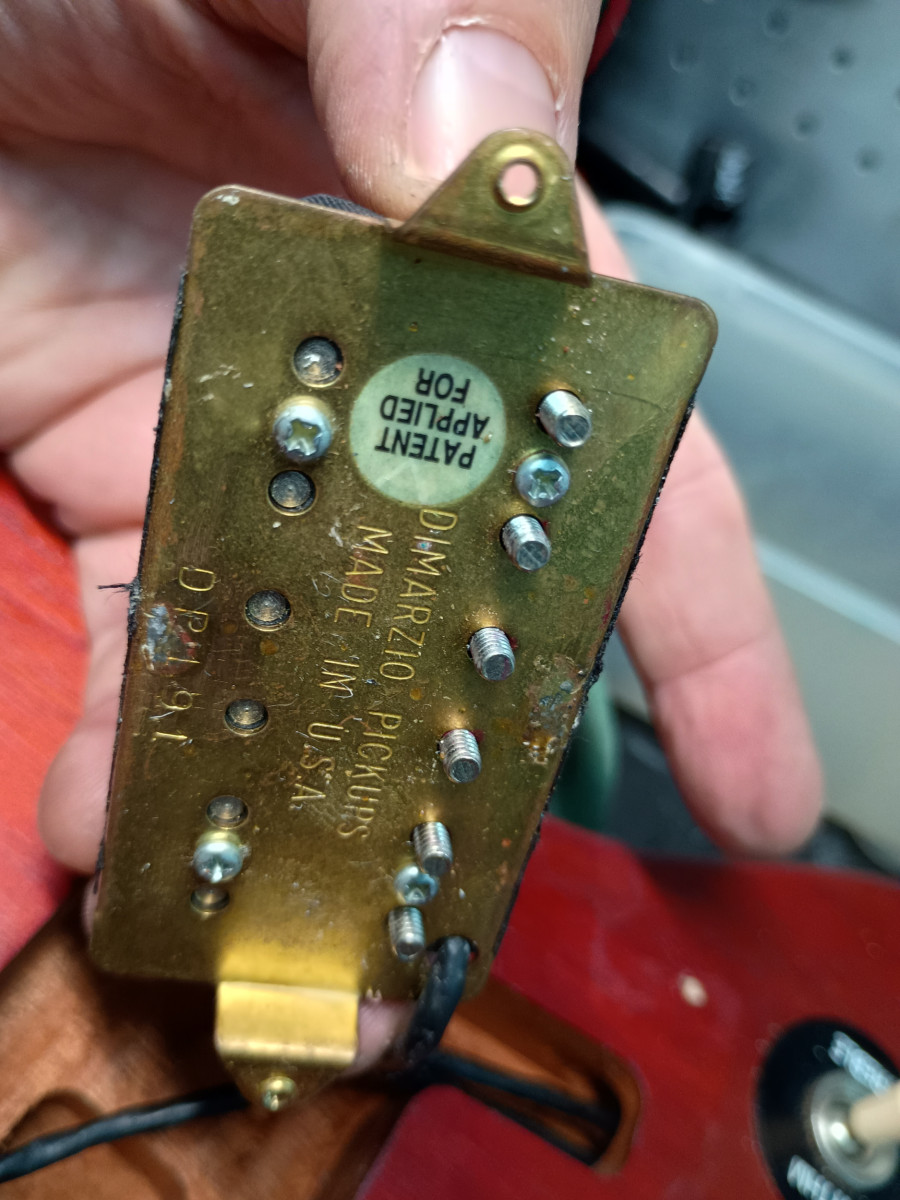 PATENT
APPLIED
FOR
DIMARZIO PICKUPS
MADE IN U.S.A
DP191